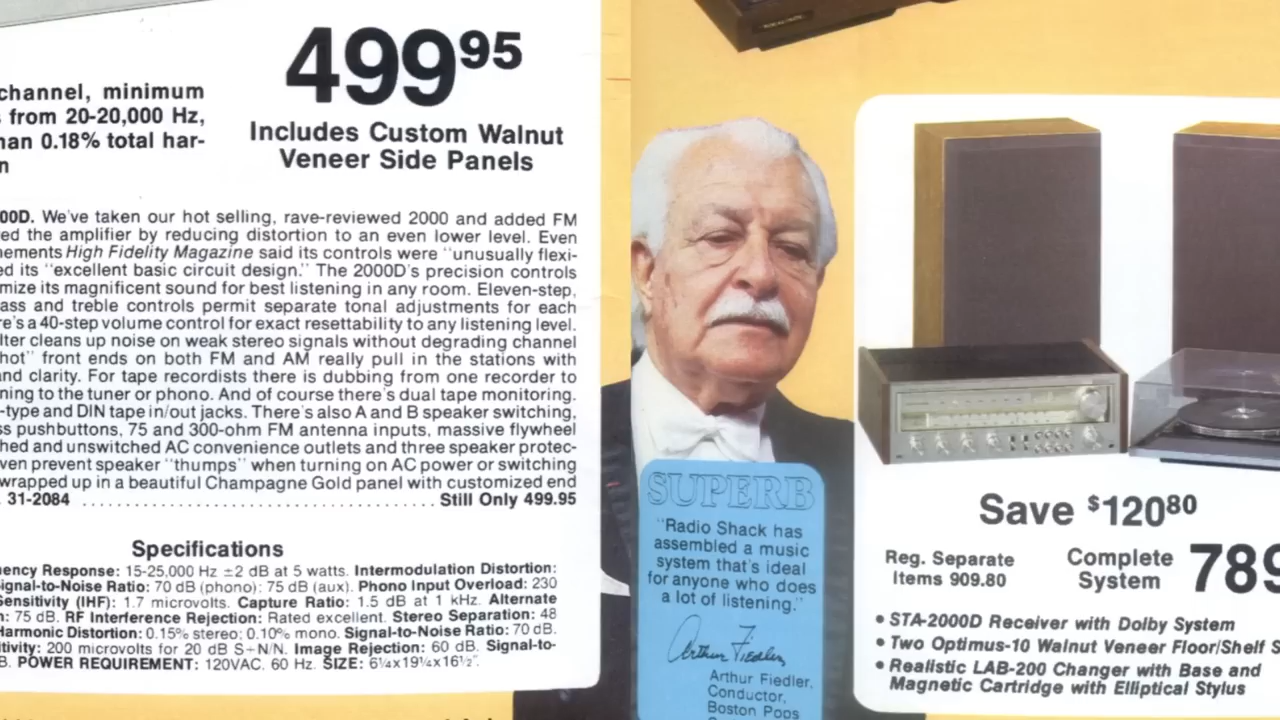 499⁹⁵
Includes Custom Walnut
Veneer Side Panels
channel, minimum
from 20-20,000 Hz,
than 0.18% total har-
00D. We've taken our hot selling, rave-reviewed 2000 and added FM
ed the amplifier by reducing distortion to an even lower level. Even
nements High Fidelity Magazine said its controls were "unusually flexi-
ed its "excellent basic circuit design." The 2000D's precision controls
mize its magnificent sound for best listening in any room. Eleven-step,
ass and treble controls permit separate tonal adjustments for each
re's a 40-step volume control for exact resettability to any listening level.
lter cleans up noise on weak stereo signals without degrading channel
hot" front ends on both FM and AM really pull in the stations with
nd clarity. For tape recordists there is dubbing from one recorder to
ning to the tuner or phono. And of course there's dual tape monitoring.
-type and DIN tape in/out jacks. There's also A and B speaker switching,
ss pushbuttons, 75 and 300-ohm FM antenna inputs, massive flywheel
hed and unswitched AC convenience outlets and three speaker protec-
ven prevent speaker "thumps" when turning on AC power or switching
wrapped up in a beautiful Champagne Gold panel with customized end
31-2084 .................................... Still Only 499.95
Specifications
ency Response: 15-25,000 Hz ±2 dB at 5 watts. Intermodulation Distortion:
ignal-to-Noise Ratio: 70 dB (phono); 75 dB (aux). Phono Input Overload: 230
Sensitivity (IHF): 1.7 microvolts. Capture Ratio: 1.5 dB at 1 kHz. Alternate
n: 75 dB. RF Interference Rejection: Rated excellent. Stereo Separation: 48
Harmonic Distortion: 0.15% stereo; 0.10% mono. Signal-to-Noise Ratio: 70 dB.
tivity: 200 microvolts for 20 dB S+N/N. Image Rejection: 60 dB. Signal-to-
B. POWER REQUIREMENT: 120VAC, 60 Hz. SIZE: 6¼x19¼x16½".
SUPERB
"Radio Shack has
assembled a music
system that's ideal
for anyone who does
a lot of listening."
Arthur Fiedler
Arthur Fiedler,
Conductor,
Boston Pops
Save $120⁸⁰
Reg. Separate
Items 909.80
Complete
System
789
• STA-2000D Receiver with Dolby System
• Two Optimus-10 Walnut Veneer Floor/Shelf S
• Realistic LAB-200 Changer with Base and
Magnetic Cartridge with Elliptical Stylus